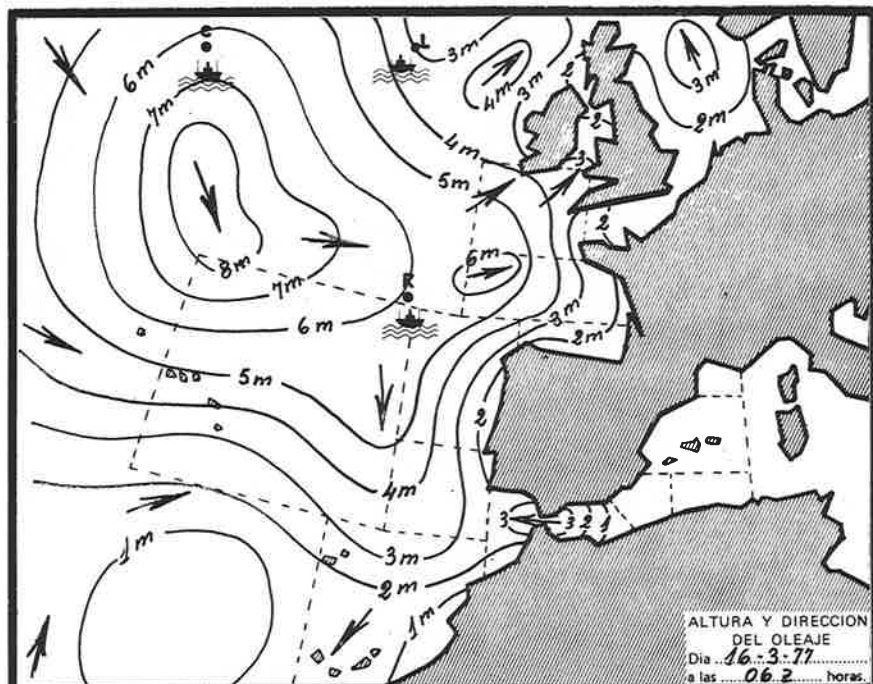 C
L
3m
6m
4m
3m
2
3m
2m
7m
2
4m
3
5m
2
8m
6m
7m
R
6m
3m
2m
5m
2
4m
3
3 2 1
1m
3m
2m
1m
ALTURA Y DIRECCION
DEL OLEAJE
Dia 16-3-77
a las 06 Z horas.